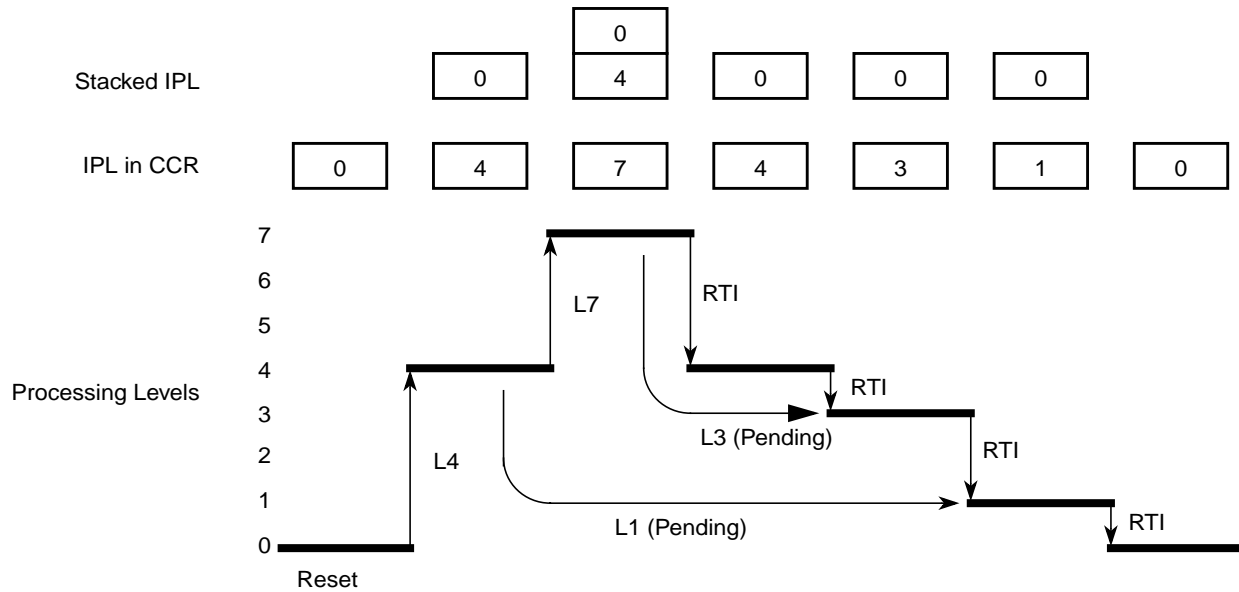 0
Stacked IPL 0 4 0 0 0
IPL in CCR 0 4 7 4 3 1 0
7
6
L7 RTI
5
4
Processing Levels RTI
3
L3 (Pending)
2 L4 RTI
1
L1 (Pending) RTI
0
Reset